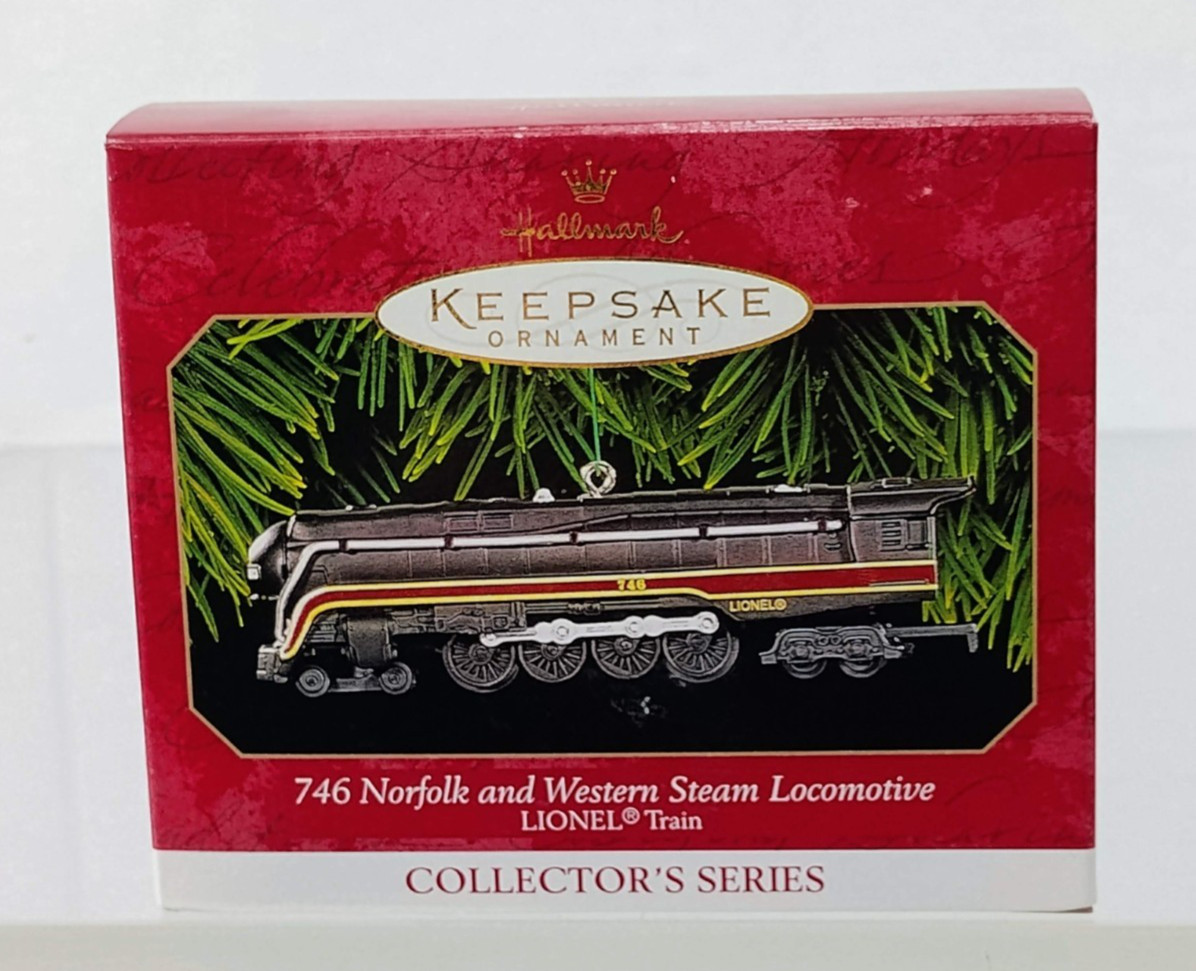 Hallmark
KEEPSAKE
ORNAMENT
746
LIONEL®
746 Norfolk and Western Steam Locomotive
LIONEL® Train
COLLECTOR'S SERIES